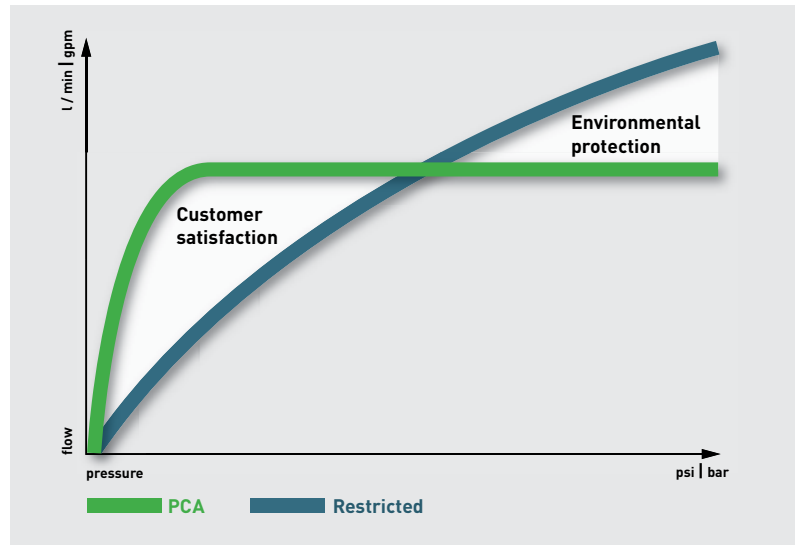 l / min | gpm
Environmental
protection
Customer
satisfaction
flow
pressure
psi | bar
PCA
Restricted